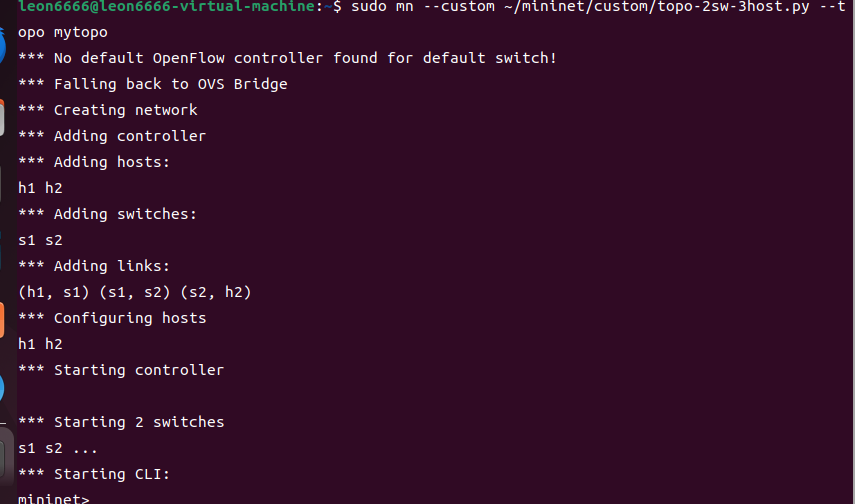 leon6666@leon6666-virtual-machine:~$ sudo mn --custom ~/mininet/custom/topo-2sw-3host.py --t
opo mytopo
*** No default OpenFlow controller found for default switch!
*** Falling back to OVS Bridge
*** Creating network
*** Adding controller
*** Adding hosts:
h1 h2
*** Adding switches:
s1 s2
*** Adding links:
(h1, s1) (s1, s2) (s2, h2)
*** Configuring hosts
h1 h2
*** Starting controller

*** Starting 2 switches
s1 s2 ...
*** Starting CLI:
mininet>